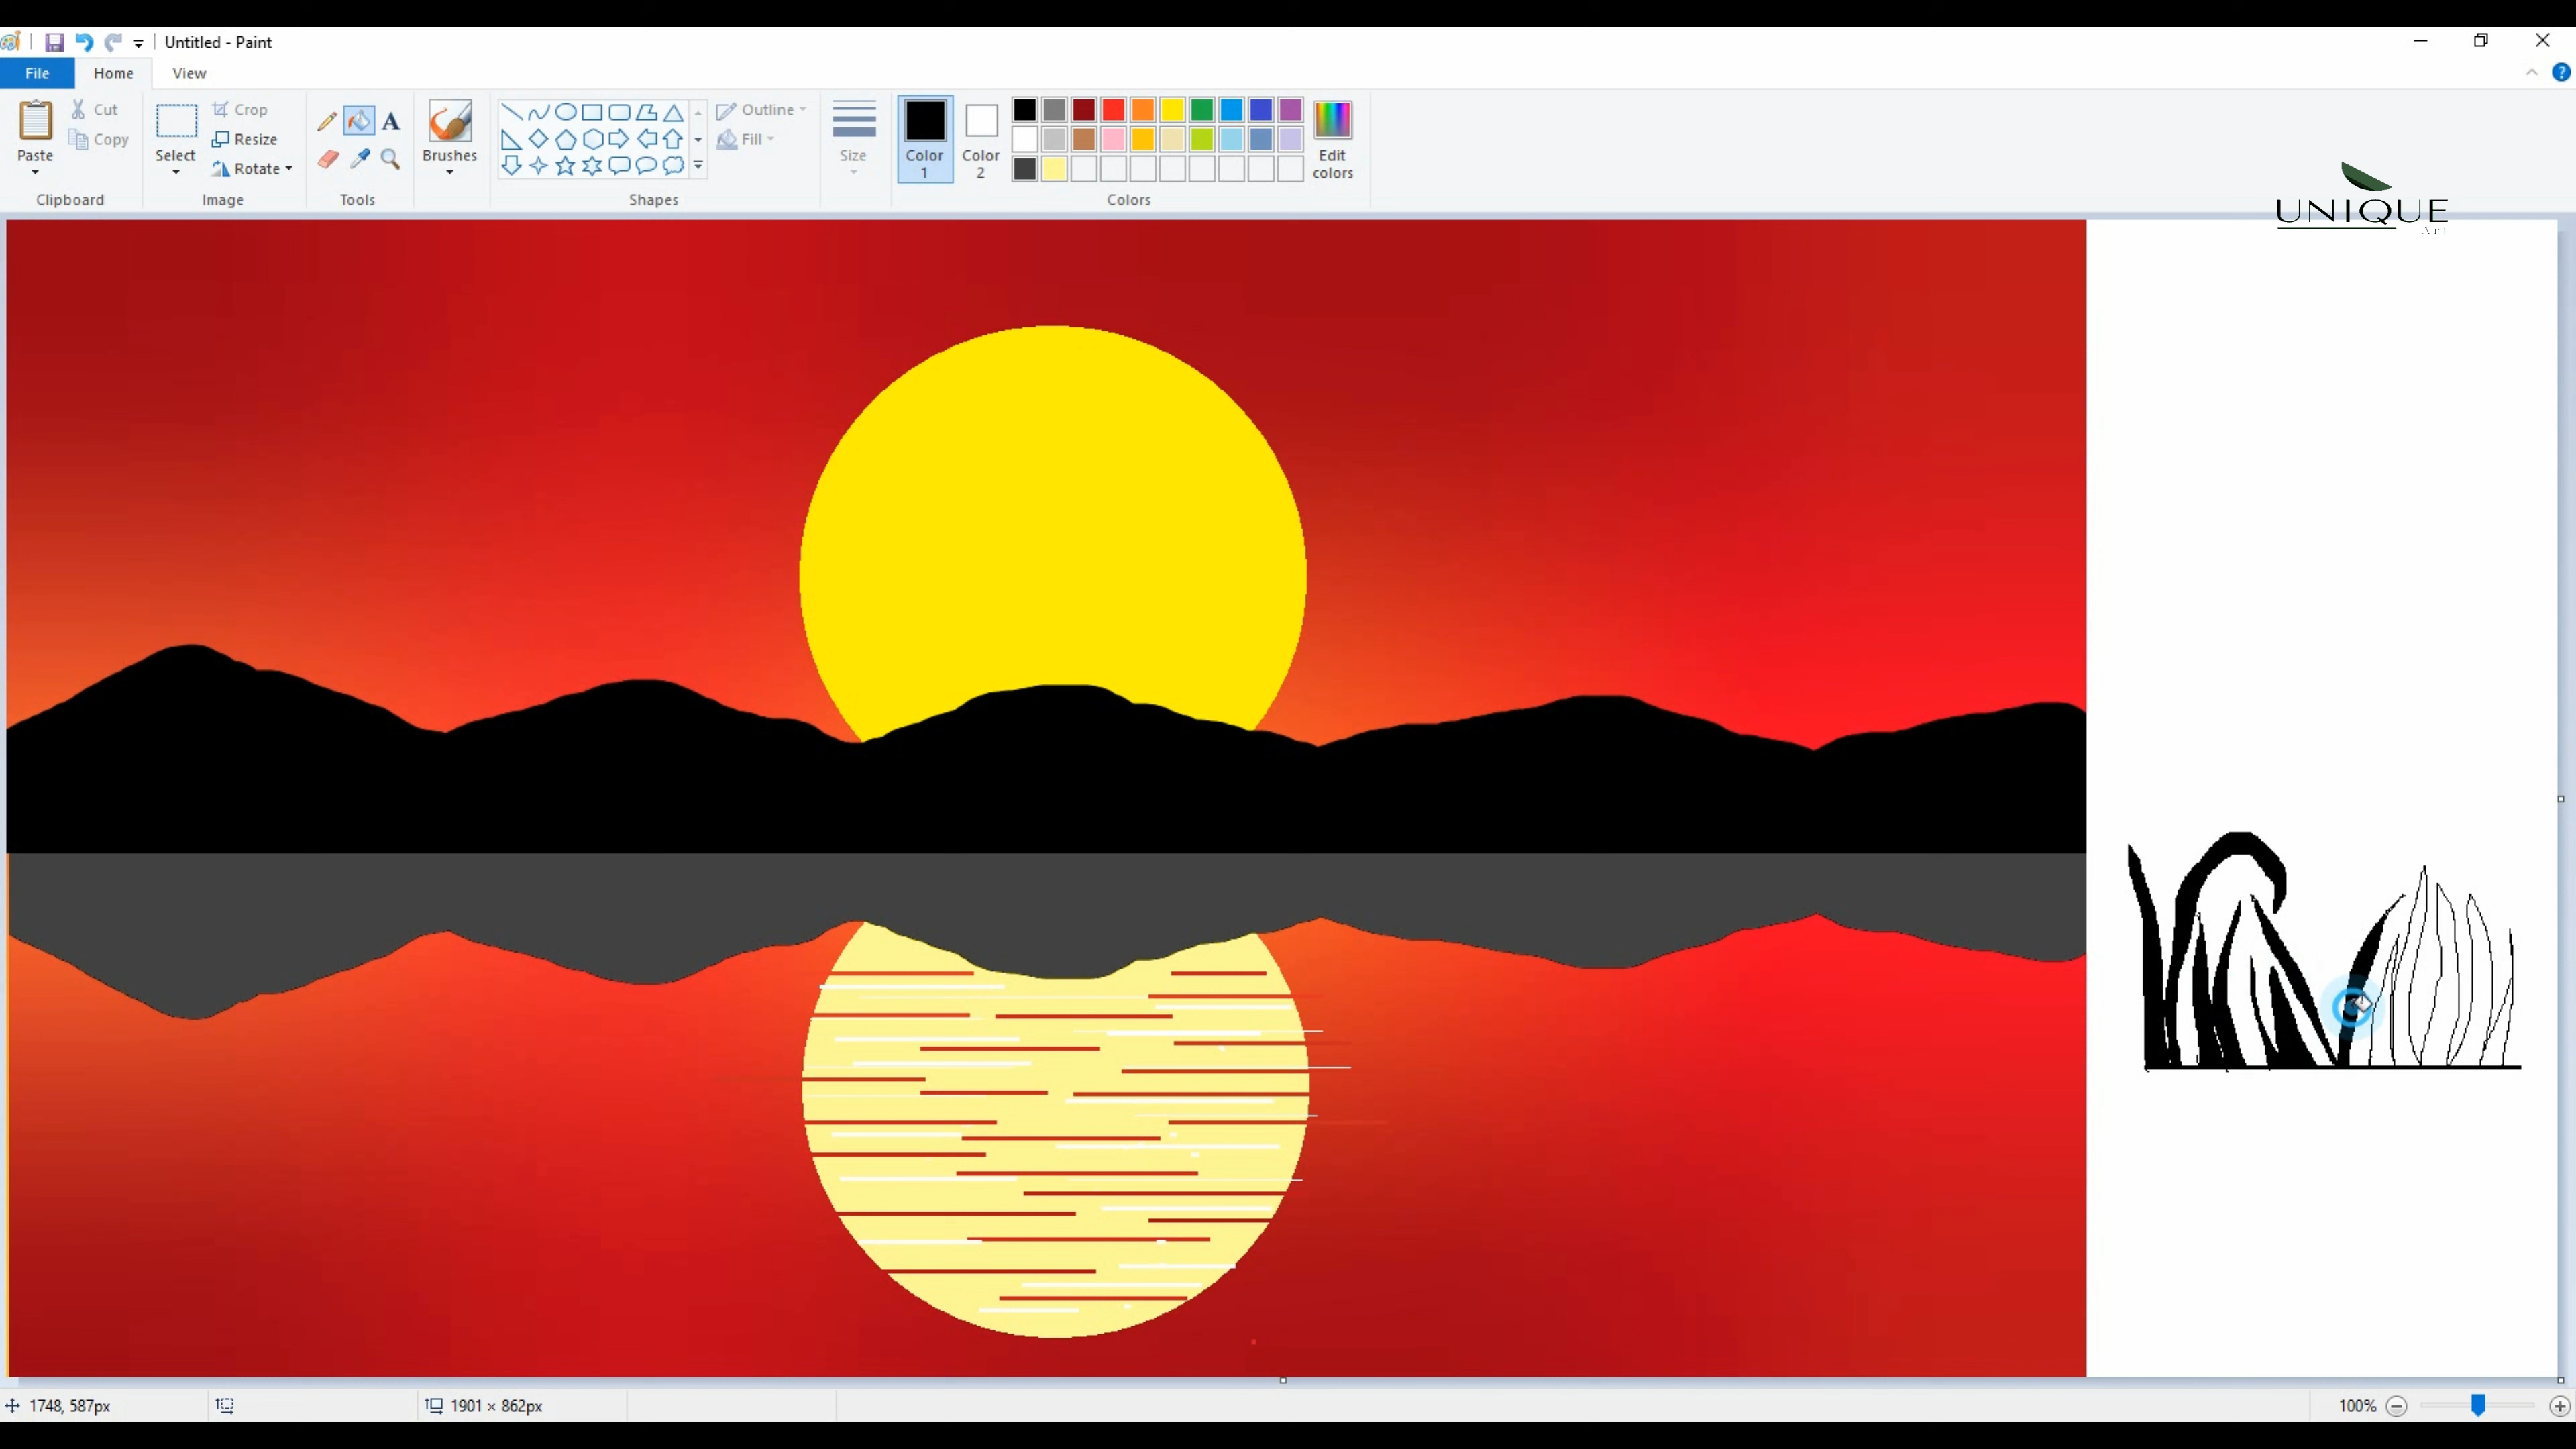 Untitled - Paint
File Home View
Paste Cut Copy Clipboard
Select Crop Resize Rotate Image
A
Tools
Brushes
Shapes
Outline Fill
Size
Color 1
Color 2
Edit colors
Colors
UNIQUE
Art
1748, 587px
1901 × 862px
100%